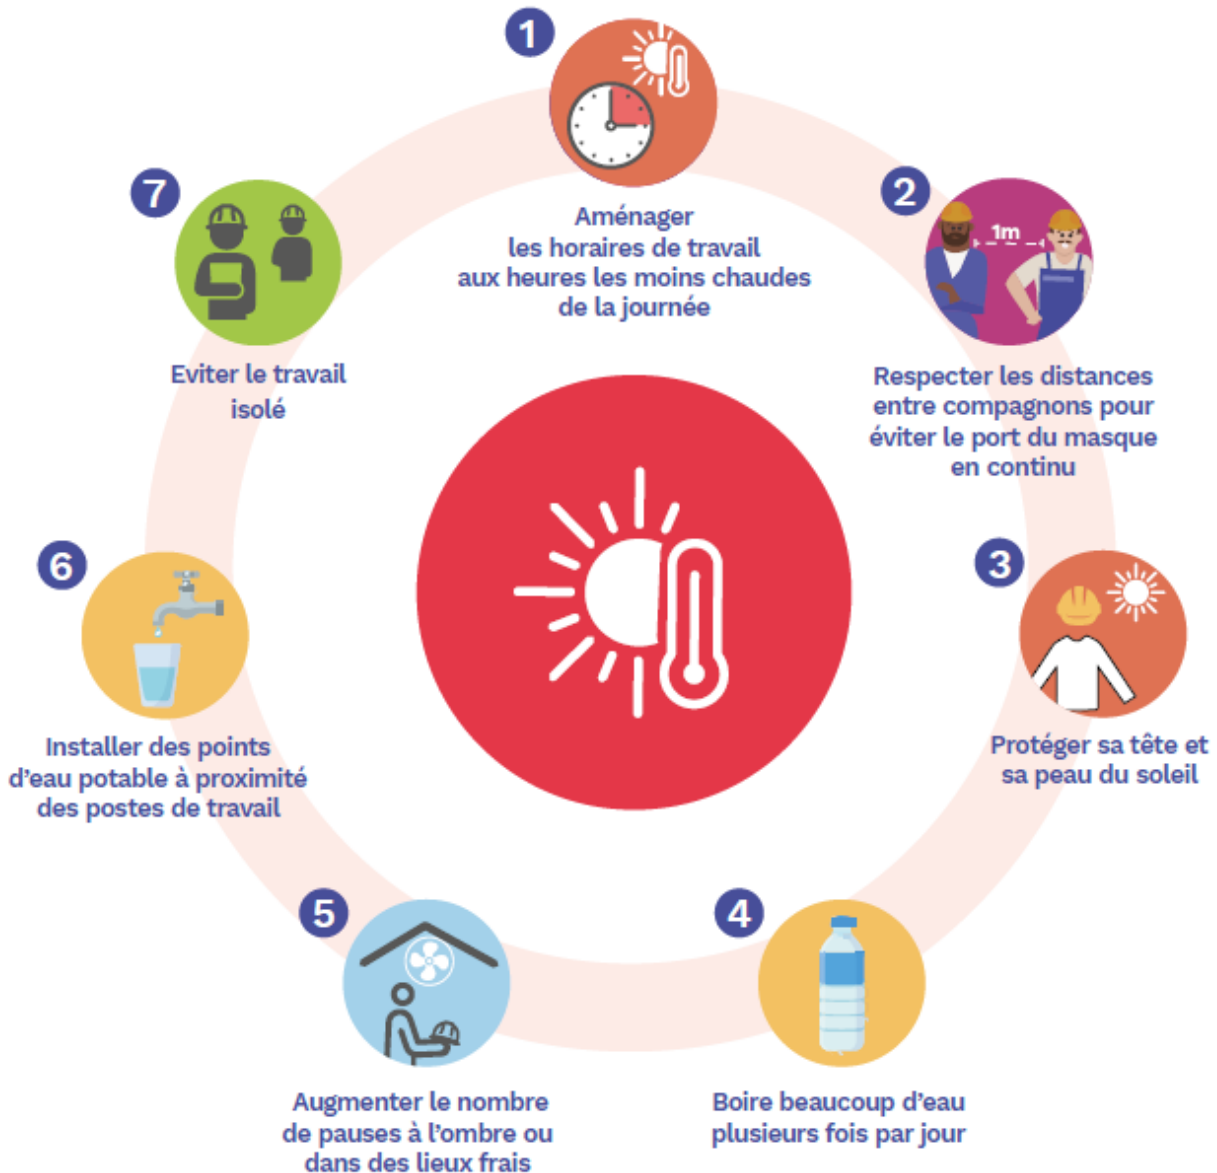 1
Aménager
les horaires de travail
aux heures les moins chaudes
de la journée
2
1m
Respecter les distances
entre compagnons pour
éviter le port du masque
en continu
3
Protéger sa tête et
sa peau du soleil
4
Boire beaucoup d'eau
plusieurs fois par jour
5
Augmenter le nombre
de pauses à l'ombre ou
dans des lieux frais
6
Installer des points
d'eau potable à proximité
des postes de travail
7
Eviter le travail
isolé